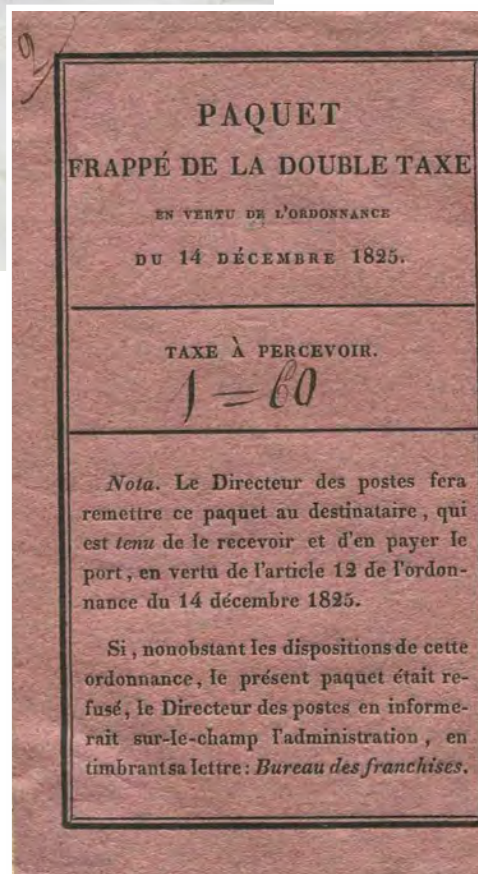 2
PAQUET
FRAPPÉ DE LA DOUBLE TAXE
EN VERTU DE L'ORDONNANCE
DU 14 DÉCEMBRE 1825.
TAXE À PERCEVOIR.
1 = 60
Nota. Le Directeur des postes fera
remettre ce paquet au destinataire, qui
est tenu de le recevoir et d'en payer le
port, en vertu de l'article 12 de l'ordon-
nance du 14 décembre 1825.
Si, nonobstant les dispositions de cette
ordonnance, le présent paquet était re-
fusé, le Directeur des postes en informe-
rait sur-le-champ l'administration, en
timbrant sa lettre : Bureau des franchises.